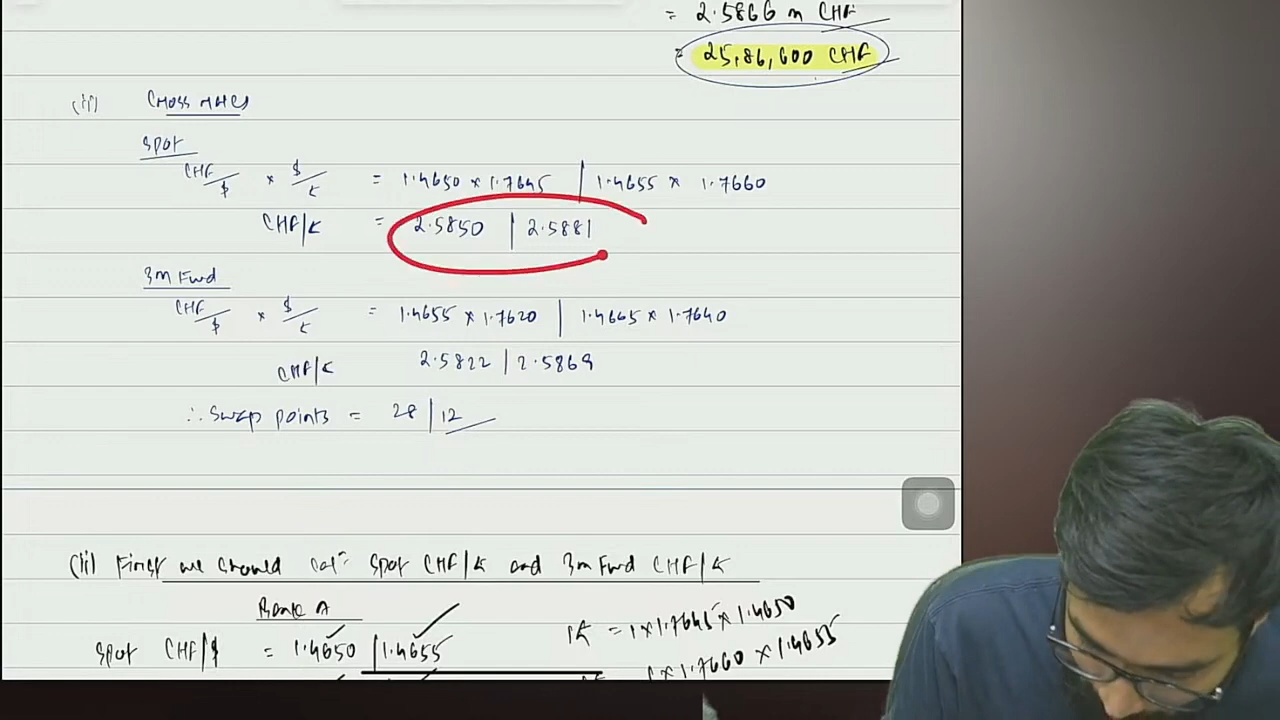 = 2.5866 m CHF
= 25,86,600 CHF
(ii) Cross rates
Spot
CHF/$ × $/£ = 1.4650 × 1.7645 | 1.4655 × 1.7660
CHF/£ = 2.5850 | 2.5881
3m Fwd
CHF/$ × $/£ = 1.4655 × 1.7620 | 1.4665 × 1.7640
CHF/£ 2.5822 | 2.5869
∴ Swap points = 28 | 12
(ii) First we should cal= spot CHF/£ and 3m Fwd CHF/£
Bank A
Spot CHF/$ = 1.4650 | 1.4655
1£ = 1×1.7645×1.4650
1×1.7660×1.4655